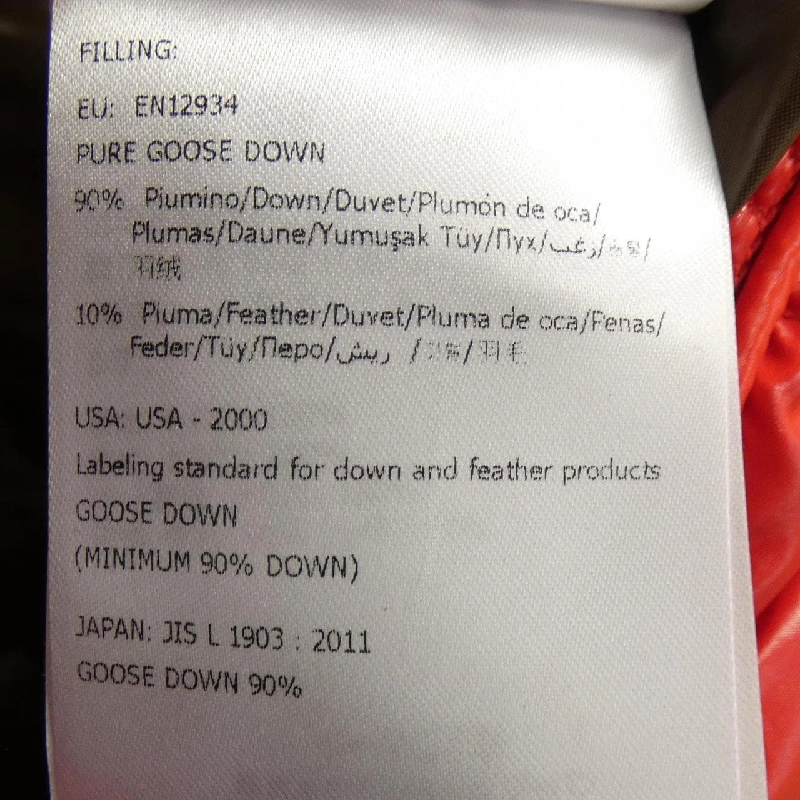 FILLING:
EU: EN12934
PURE GOOSE DOWN
90% Piumino/Down/Duvet/Plumón de oca/
Plumas/Daune/Yumuşak Tüy/Пух/زغب/
羽绒
10% Piuma/Feather/Duvet/Pluma de oca/Penas/
Feder/Tüy/Перо/ريش / /羽毛
USA: USA - 2000
Labeling standard for down and feather products
GOOSE DOWN
(MINIMUM 90% DOWN)
JAPAN: JIS L 1903 : 2011
GOOSE DOWN 90%